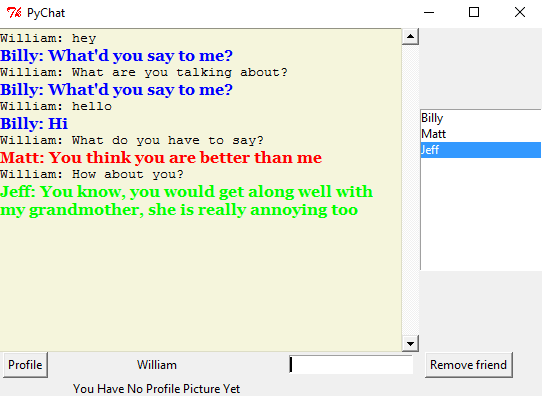 PyChat
William: hey
Billy: What'd you say to me?
William: What are you talking about?
Billy: What'd you say to me?
William: hello
Billy: Hi
William: What do you have to say?
Matt: You think you are better than me
William: How about you?
Jeff: You know, you would get along well with
my grandmother, she is really annoying too
Billy
Matt
Jeff
Profile
William
Remove friend
You Have No Profile Picture Yet